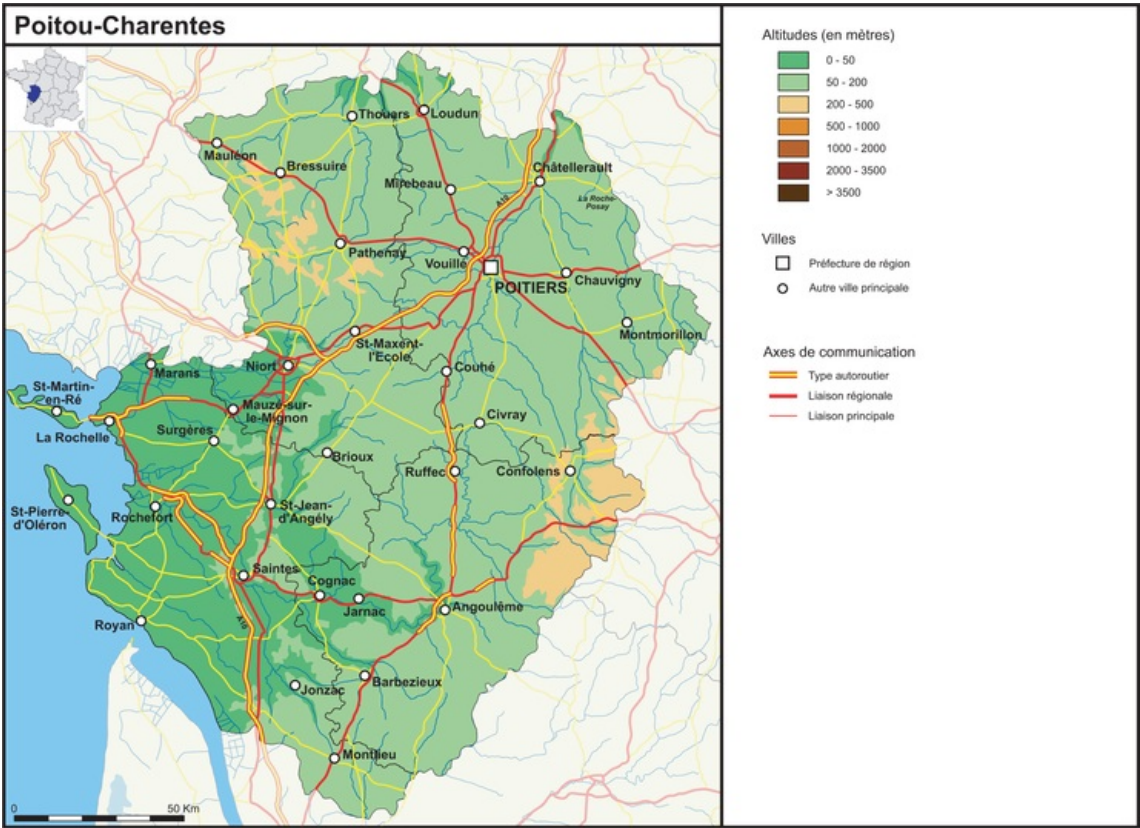 Poitou-Charentes
Thouars
Loudun
Mauléon
Bressuire
Mirebeau
Châtellerault
A10
La Roche-
Posay
Pathenay
Vouillé
POITIERS
Chauvigny
Montmorillon
St-Maxent-
l'Ecole
Niort
Marans
Couhé
St-Martin-
en-Ré
Mauzé-sur-
le-Mignon
La Rochelle
Surgères
Civray
Brioux
Ruffec
Confolens
St-Pierre-
d'Oléron
Rochefort
St-Jean-
d'Angély
Saintes
Cognac
Jarnac
Angoulême
A10
Royan
Jonzac
Barbezieux
Montlieu
0
50 Km
Altitudes (en mètres)
0 - 50
50 - 200
200 - 500
500 - 1000
1000 - 2000
2000 - 3500
> 3500
Villes
Préfecture de région
Autre ville principale
Axes de communication
Type autoroutier
Liaison régionale
Liaison principale